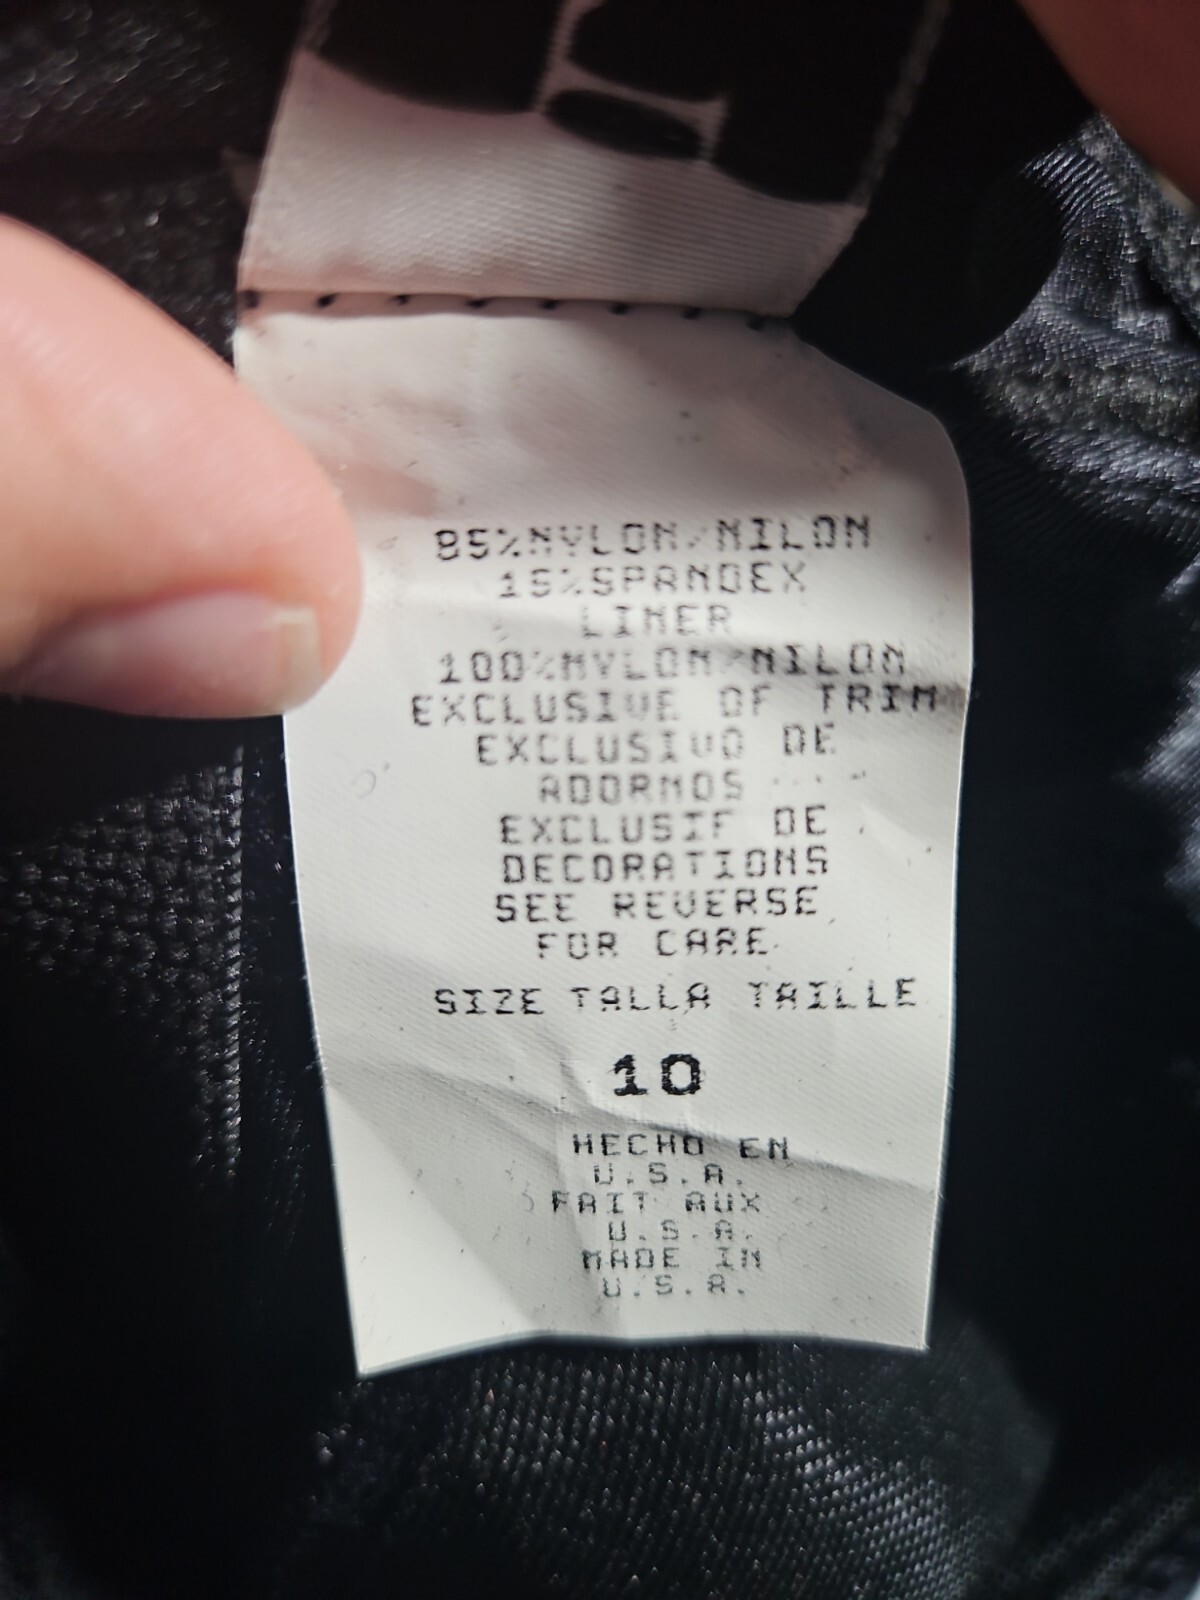 85%NYLON/NILON
15%SPANDEX
LINER
100%NYLON/NILON
EXCLUSIVE OF TRIM
EXCLUSIVO DE
ADORNOS
EXCLUSIF DE
DECORATIONS
SEE REVERSE
FOR CARE
SIZE TALLA TAILLE
10
HECHO EN
U.S.A.
FAIT AUX
U.S.A.
MADE IN
U.S.A.